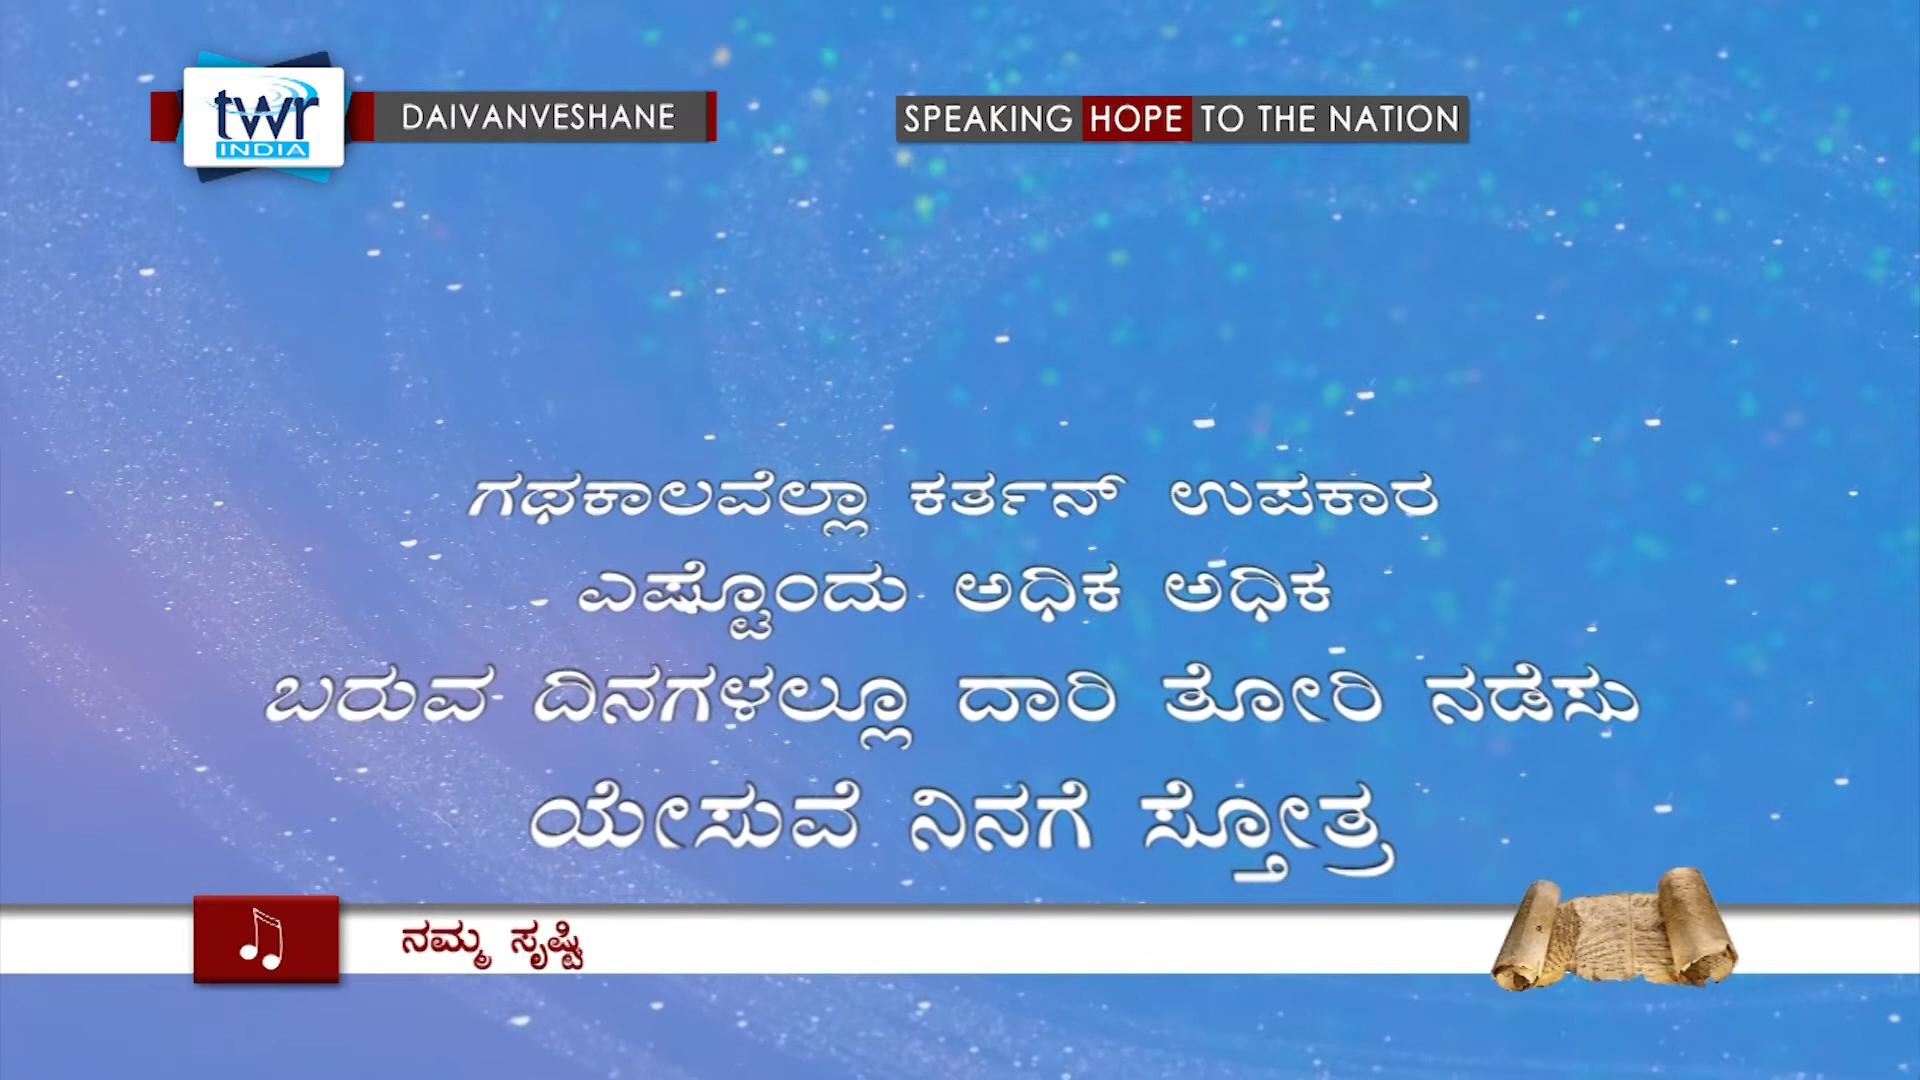 twr
INDIA
DAIVANVESHANE
SPEAKING HOPE TO THE NATION
ಗಥಕಾಲವೆಲ್ಲಾ ಕರ್ತನ್ ಉಪಕಾರ
ಎಷ್ಟೊಂದು ಅಧಿಕ ಅಧಿಕ
ಬರುವ ದಿನಗಳಲ್ಲೂ ದಾರಿ ತೋರಿ ನಡೆಸು
ಯೇಸುವೆ ನಿನಗೆ ಸ್ತೋತ್ರ
ನಮ್ಮ ಸೃಷ್ಟಿ